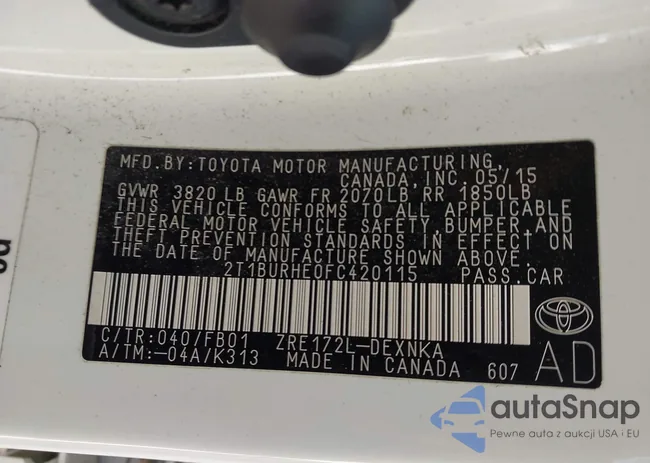 MFD.BY:TOYOTA MOTOR MANUFACTURING,
CANADA, INC. 05/15
GVWR 3820 LB GAWR FR 2070LB RR 1850LB
THIS VEHICLE CONFORMS TO ALL APPLICABLE
FEDERAL MOTOR VEHICLE SAFETY,BUMPER,AND
THEFT PREVENTION STANDARDS IN EFFECT ON
THE DATE OF MANUFACTURE SHOWN ABOVE.
2T1BURHE0FC420115 PASS.CAR
C/TR:040/FB01 ZRE172L-DEXNKA
A/TM:-04A/K313 MADE IN CANADA 607
AD
autaSnap
Pewne auta z aukcji USA i EU